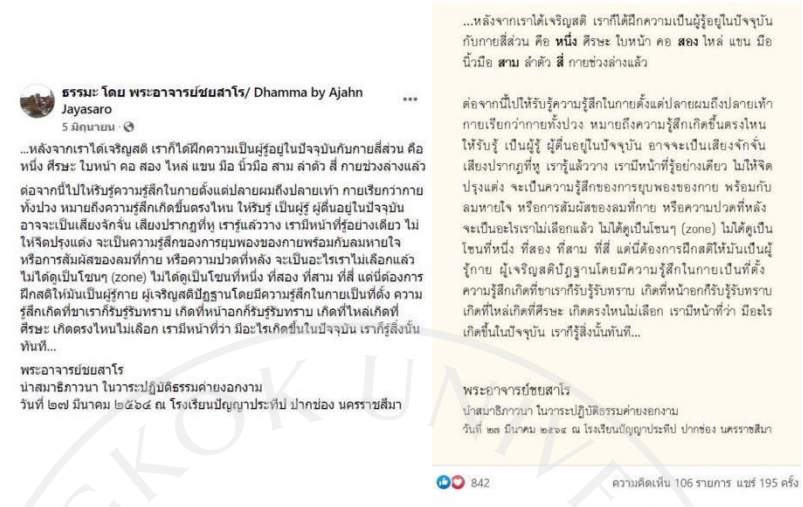 ธรรมะ โดย พระอาจารย์ชยสาโร/ Dhamma by Ajahn
Jayasaro
5 มิถุนายน
...หลังจากเราได้เจริญสติ เราก็ได้ฝึกความเป็นผู้รู้อยู่ในปัจจุบันกับกายสี่ส่วน คือ
หนึ่ง ศีรษะ ใบหน้า คอ สอง ไหล่ แขน มือ นิ้วมือ สาม ลำตัว สี่ กายช่วงล่างแล้ว
ต่อจากนี้ไปให้รับรู้ความรู้สึกในกายตั้งแต่ปลายผมถึงปลายเท้า กายเรียกว่ากาย
ทั้งปวง หมายถึงความรู้สึกเกิดขึ้นตรงไหน ให้รับรู้ เป็นผู้รู้ ผู้ตื่นอยู่ในปัจจุบัน
อาจจะเป็นเสียงจักจั่น เสียงปรากฏที่หู เรารู้แล้ววาง เรามีหน้าที่รู้อย่างเดียว ไม่
ให้จิตปรุงแต่ง จะเป็นความรู้สึกของการยุบพองของกายพร้อมกับลมหายใจ
หรือการสัมผัสของลมที่กาย หรือความปวดที่หลัง จะเป็นอะไรเราไม่เลือกแล้ว
ไม่ได้ดูเป็นโซนๆ (zone) ไม่ได้ดูเป็นโซนที่หนึ่ง ที่สอง ที่สาม ที่สี่ แต่นี่ต้องการ
ฝึกสติให้มันเป็นผู้รู้กาย ผู้เจริญสติปัฏฐานโดยมีความรู้สึกในกายเป็นที่ตั้ง ความ
รู้สึกเกิดที่ขาเราก็รับรู้รับทราบ เกิดที่หน้าอกก็รับรู้รับทราบ เกิดที่ไหล่เกิดที่
ศีรษะ เกิดตรงไหนไม่เลือก เรามีหน้าที่ว่า มีอะไรเกิดขึ้นในปัจจุบัน เราก็รู้สิ่งนั้น
ทันที...
พระอาจารย์ชยสาโร
นำสมาธิภาวนา ในวาระปฏิบัติธรรมค่ายงอกงาม
วันที่ ๒๗ มีนาคม ๒๕๖๔ ณ โรงเรียนปัญญาประทีป ปากช่อง นครราชสีมา
...หลังจากเราได้เจริญสติ เราก็ได้ฝึกความเป็นผู้รู้อยู่ในปัจจุบัน
กับกายสี่ส่วน คือ หนึ่ง ศีรษะ ใบหน้า คอ สอง ไหล่ แขน มือ
นิ้วมือ สาม ลำตัว สี่ กายช่วงล่างแล้ว
ต่อจากนี้ไปให้รับรู้ความรู้สึกในกายตั้งแต่ปลายผมถึงปลายเท้า
กายเรียกว่ากายทั้งปวง หมายถึงความรู้สึกเกิดขึ้นตรงไหน
ให้รับรู้ เป็นผู้รู้ ผู้ตื่นอยู่ในปัจจุบัน อาจจะเป็นเสียงจักจั่น
เสียงปรากฏที่หู เรารู้แล้ววาง เรามีหน้าที่รู้อย่างเดียว ไม่ให้จิต
ปรุงแต่ง จะเป็นความรู้สึกของการยุบพองของกาย พร้อมกับ
ลมหายใจ หรือการสัมผัสของลมที่กาย หรือความปวดที่หลัง
จะเป็นอะไรเราไม่เลือกแล้ว ไม่ได้ดูเป็นโซนๆ (zone) ไม่ได้ดูเป็น
โซนที่หนึ่ง ที่สอง ที่สาม ที่สี่ แต่นี่ต้องการฝึกสติให้มันเป็นผู้
รู้กาย ผู้เจริญสติปัฏฐานโดยมีความรู้สึกในกายเป็นที่ตั้ง
ความรู้สึกเกิดที่ขาเราก็รับรู้รับทราบ เกิดที่หน้าอกก็รับรู้รับทราบ
เกิดที่ไหล่เกิดที่ศีรษะ เกิดตรงไหนไม่เลือก เรามีหน้าที่ว่า มีอะไร
เกิดขึ้นในปัจจุบัน เราก็รู้สิ่งนั้นทันที...
พระอาจารย์ชยสาโร
นำสมาธิภาวนา ในวาระปฏิบัติธรรมค่ายงอกงาม
วันที่ ๒๗ มีนาคม ๒๕๖๔ ณ โรงเรียนปัญญาประทีป ปากช่อง นครราชสีมา
842 ความคิดเห็น 106 รายการ แชร์ 195 ครั้ง